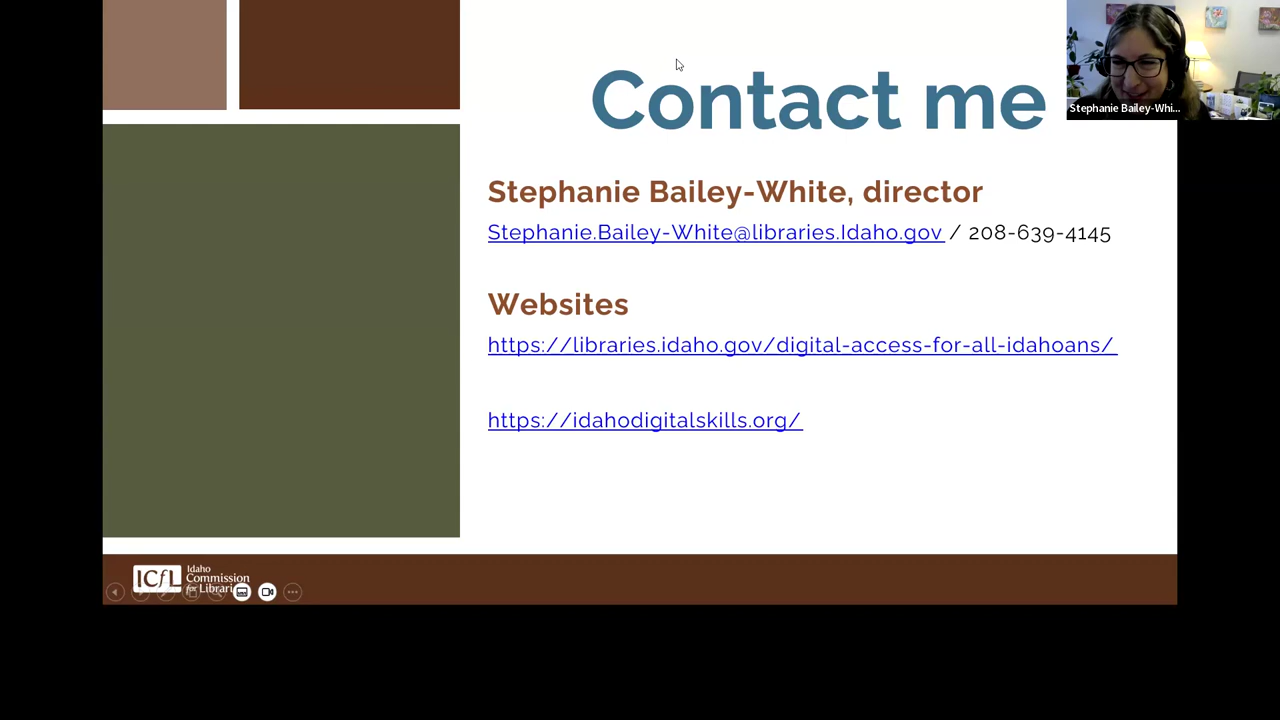 Contact me
Stephanie Bailey-Whi...
Stephanie Bailey-White, director
Stephanie.Bailey-White@libraries.Idaho.gov / 208-639-4145
Websites
https://libraries.idaho.gov/digital-access-for-all-idahoans/
https://idahodigitalskills.org/
ICfL
Idaho
Commission
for Libraries